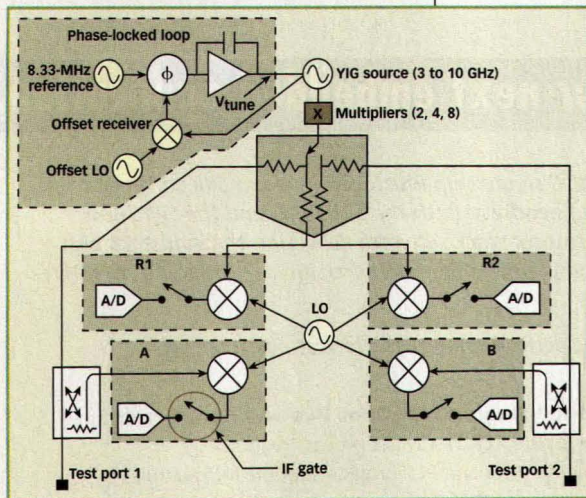 Phase-locked loop
8.33-MHz
reference
ϕ
YIG source (3 to 10 GHz)
Vtune
X
Multipliers (2, 4, 8)
Offset receiver
Offset LO
R1
R2
A/D
A/D
LO
A
B
A/D
A/D
IF gate
Test port 1
Test port 2